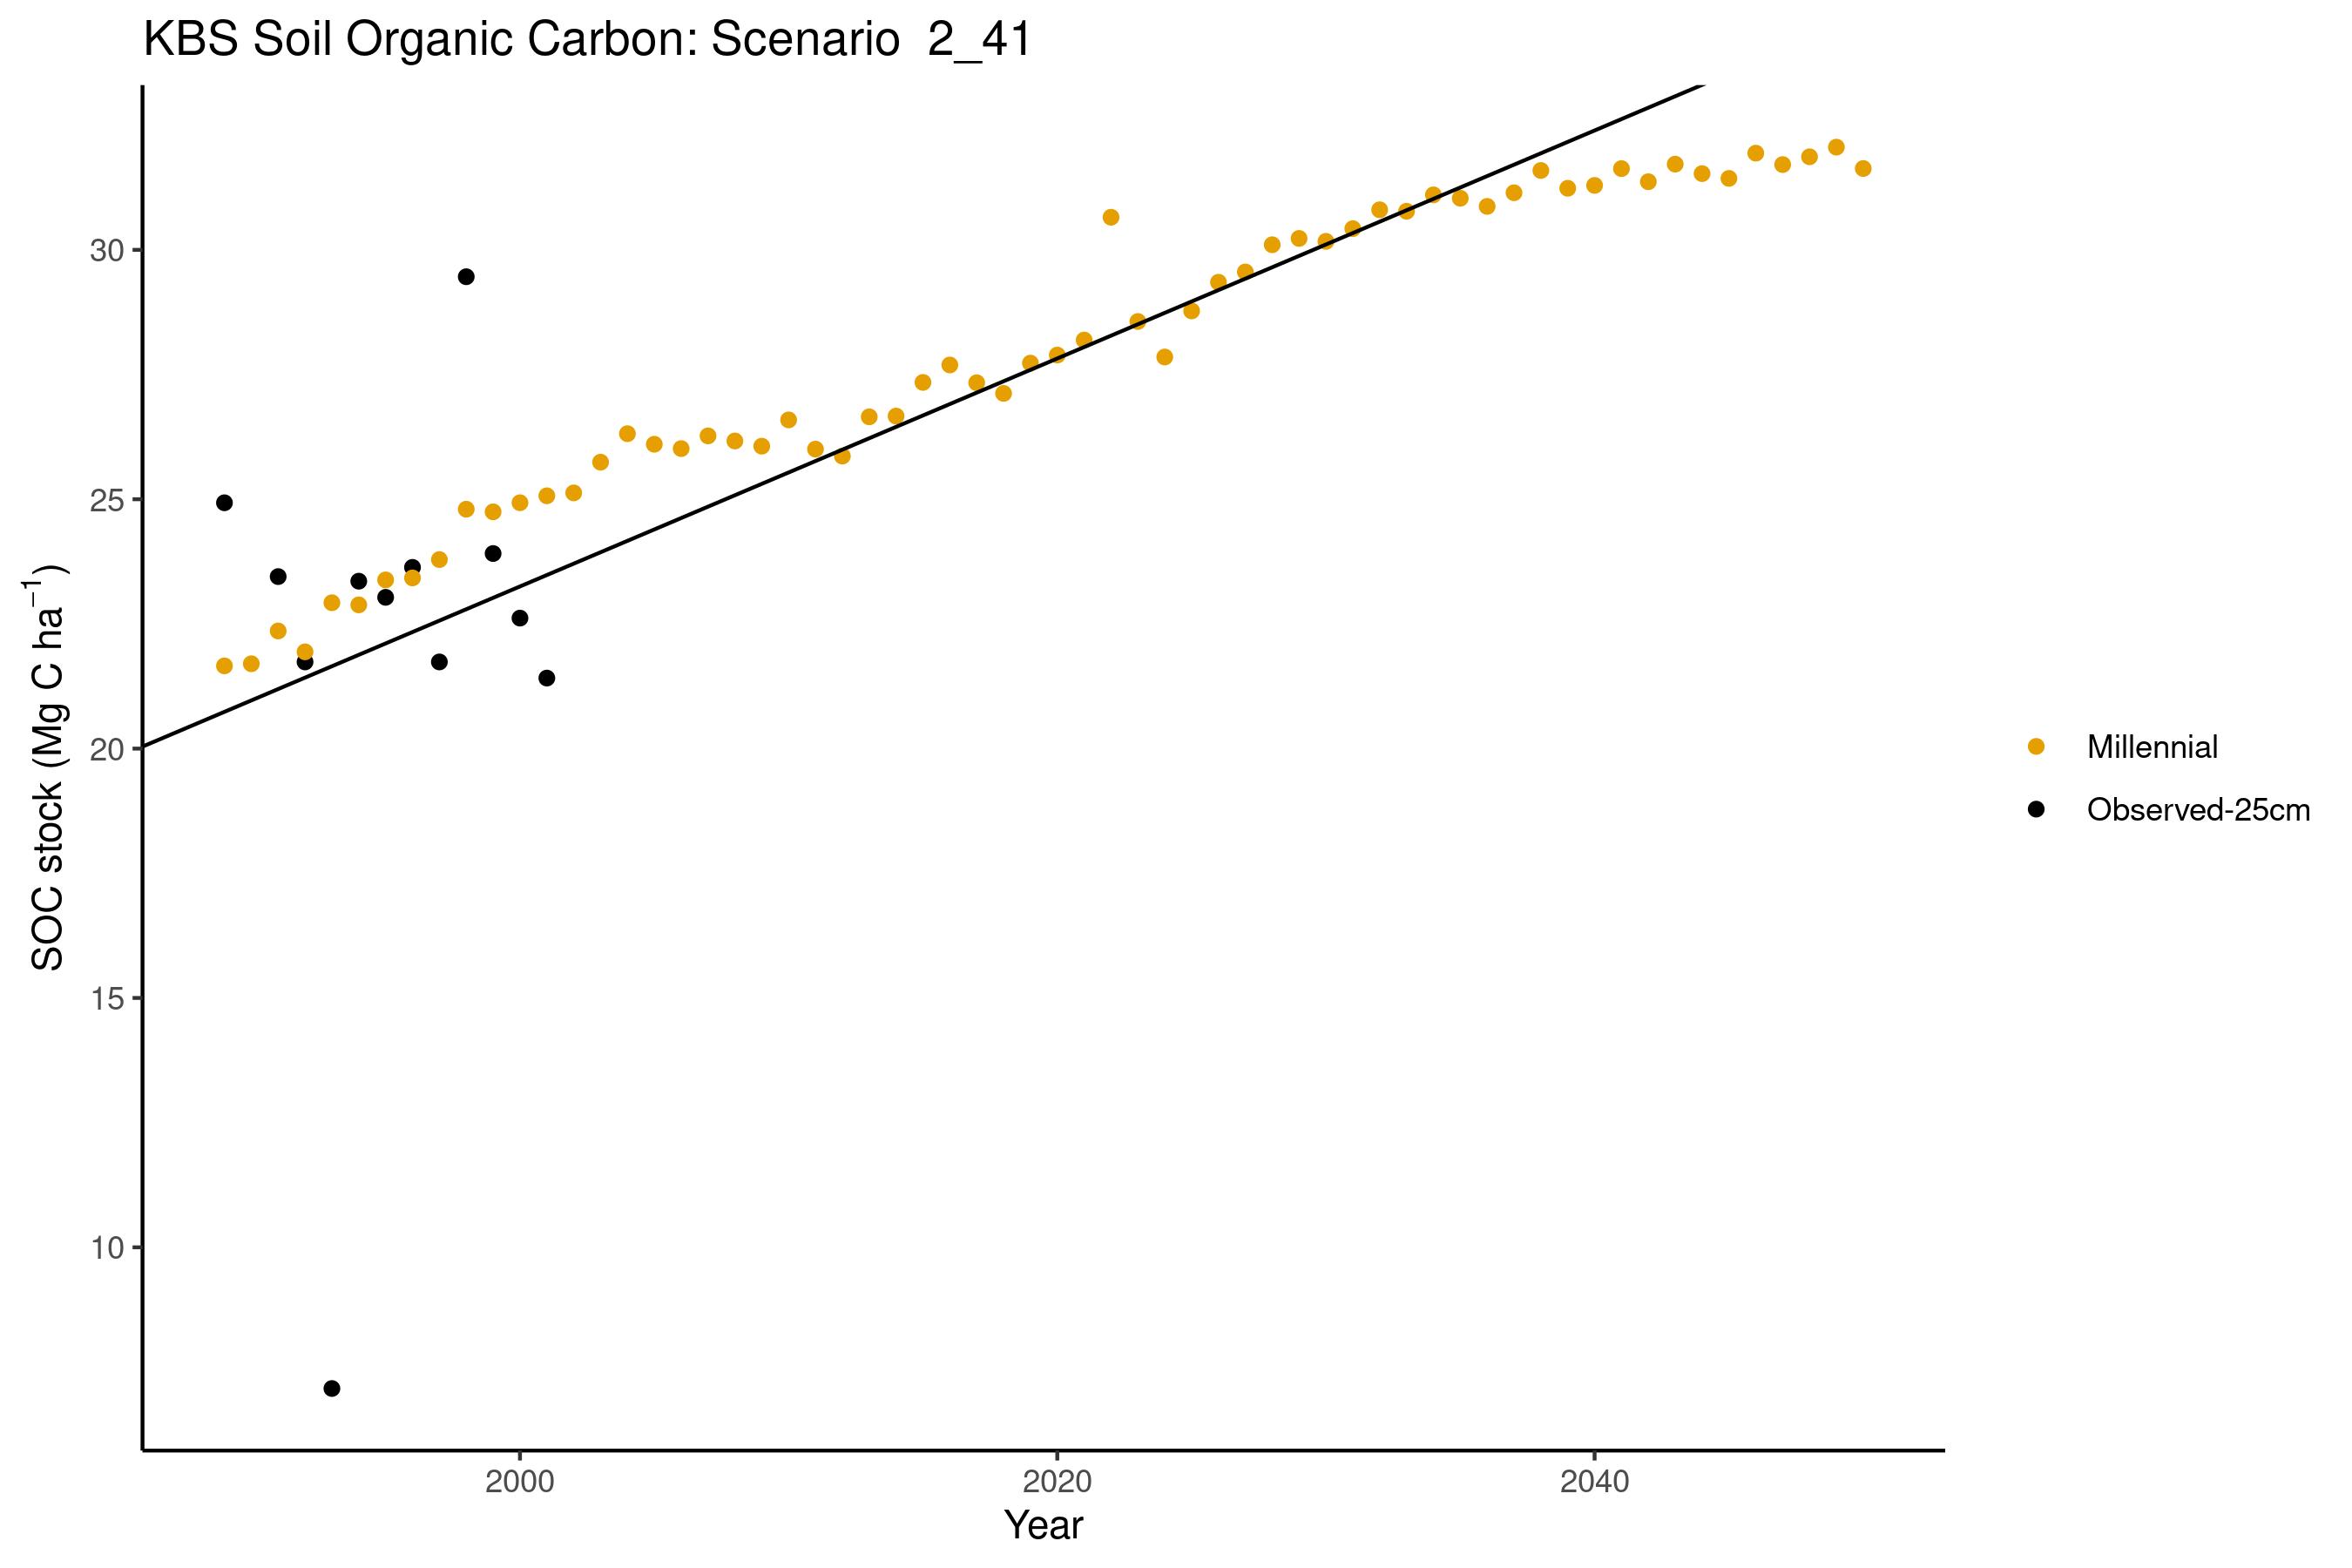 KBS Soil Organic Carbon: Scenario  2_41
SOC stock (Mg C ha⁻¹)
30
25
20
15
10
2000
2020
2040
Year
Millennial
Observed-25cm